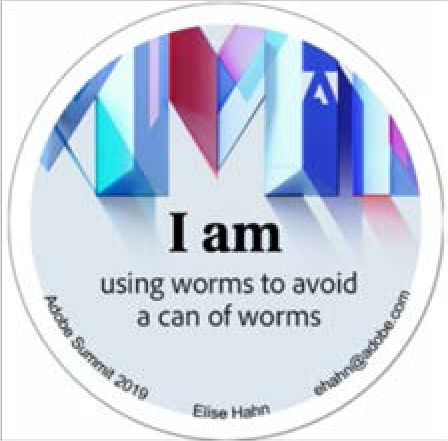 I am
using worms to avoid
a can of worms
Adobe Summit 2019
Elise Hahn
ehahn@adobe.com